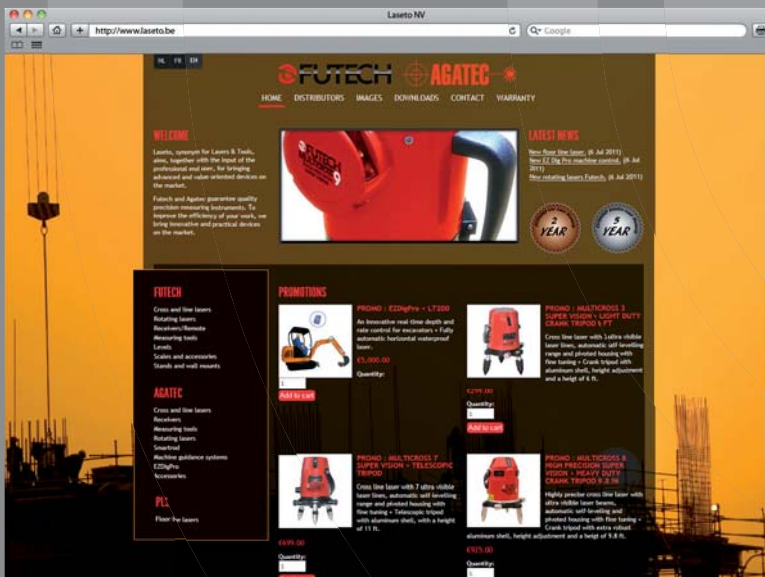 Laseto NV
http://www.laseto.be
Google
NL FR EN
FUTECH AGATEC
HOME DISTRIBUTORS IMAGES DOWNLOADS CONTACT WARRANTY
WELCOME
Laseto, synonym for Lasers & Tools,
aims, together with the input of the
professional end user, for bringing
advanced and value oriented devices on
the market.
Futech and Agatec guarantee quality
precision measuring instruments. To
improve the efficiency of your work, we
bring innovative and practical devices
on the market.
FUTECH
MULTICROSS
LATEST NEWS
New floor line laser. (6 Jul 2011)
New EZ Dig Pro machine control. (6 Jul
2011)
New rotating lasers Futech. (6 Jul 2011)
2
YEAR
5
YEAR
FUTECH
Cross and line lasers
Rotating lasers
Receivers/Remote
Measuring tools
Levels
Scales and accessories
Stands and wall mounts
AGATEC
Cross and line lasers
Receivers
Measuring tools
Rotating lasers
Smartrod
Machine guidance systems
EZDigPro
Accessories
PLS
Floor line lasers
PROMOTIONS
PROMO : EZDigPro + LT200
An innovative real time depth and
rate control for excavators + Fully
automatic horizontal waterproof
laser.
€5,000.00
Quantity:
1
Add to cart
PROMO : MULTICROSS 3
SUPER VISION + LIGHT DUTY
CRANK TRIPOD 6 FT
Cross line laser with 3 ultra visible
laser lines, automatic self-levelling
range and pivoted housing with
fine tuning + Crank tripod with
aluminum shell, height adjustment
and a heigt of 6 ft.
€299.00
Quantity:
1
Add to cart
PROMO : MULTICROSS 7
SUPER VISION + TELESCOPIC
TRIPOD
Cross line laser with 7 ultra visible
laser lines, automatic self levelling
range and pivoted housing with
fine tuning + Telescopic tripod
with aluminum shell, with a height
of 11 ft.
€699.00
Quantity:
1
PROMO : MULTICROSS 8
HIGH PRECISION SUPER
VISION + HEAVY DUTY
CRANK TRIPOD 9.8 ft
Highly precise cross line laser with
ultra visible laser beams,
automatic self-leveling and
pivoted housing with fine tuning +
Crank tripod with extra robust
aluminum shell, height adjustment and a heigt of 9.8 ft.
€925.00
Quantity:
1